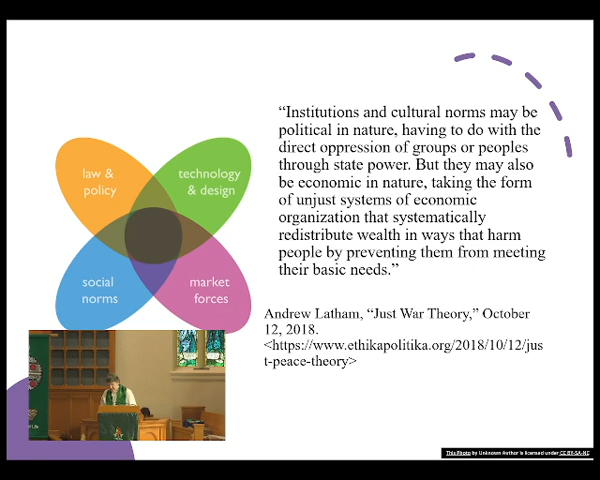 “Institutions and cultural norms may be
political in nature, having to do with the
direct oppression of groups or peoples
through state power. But they may also
be economic in nature, taking the form
of unjust systems of economic
organization that systematically
redistribute wealth in ways that harm
people by preventing them from meeting
their basic needs.”
Andrew Latham, “Just War Theory,” October
12, 2018.
<https://www.ethikapolitika.org/2018/10/12/jus
t-peace-theory>
law &
policy
technology
& design
social
norms
market
forces
This Photo by Unknown Author is licensed under CC BY-SA-NC